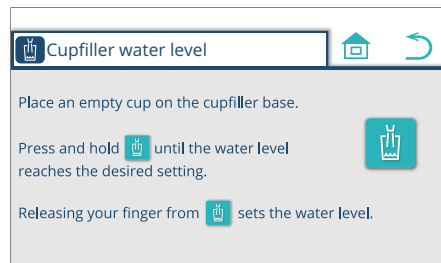 Cupfiller water level
Place an empty cup on the cupfiller base.
Press and hold until the water level
reaches the desired setting.
Releasing your finger from sets the water level.